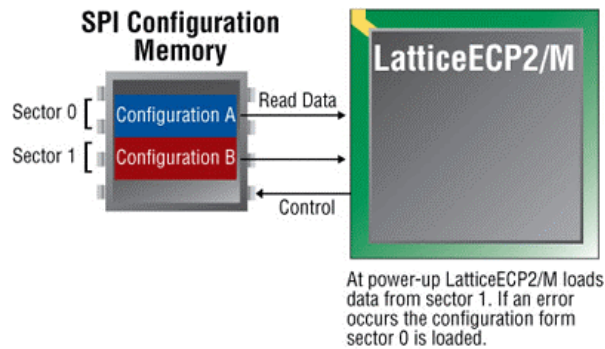 SPI Configuration
Memory
LatticeECP2/M
Sector 0
Configuration A
Read Data
Sector 1
Configuration B
Control
At power-up LatticeECP2/M loads
data from sector 1. If an error
occurs the configuration form
sector 0 is loaded.